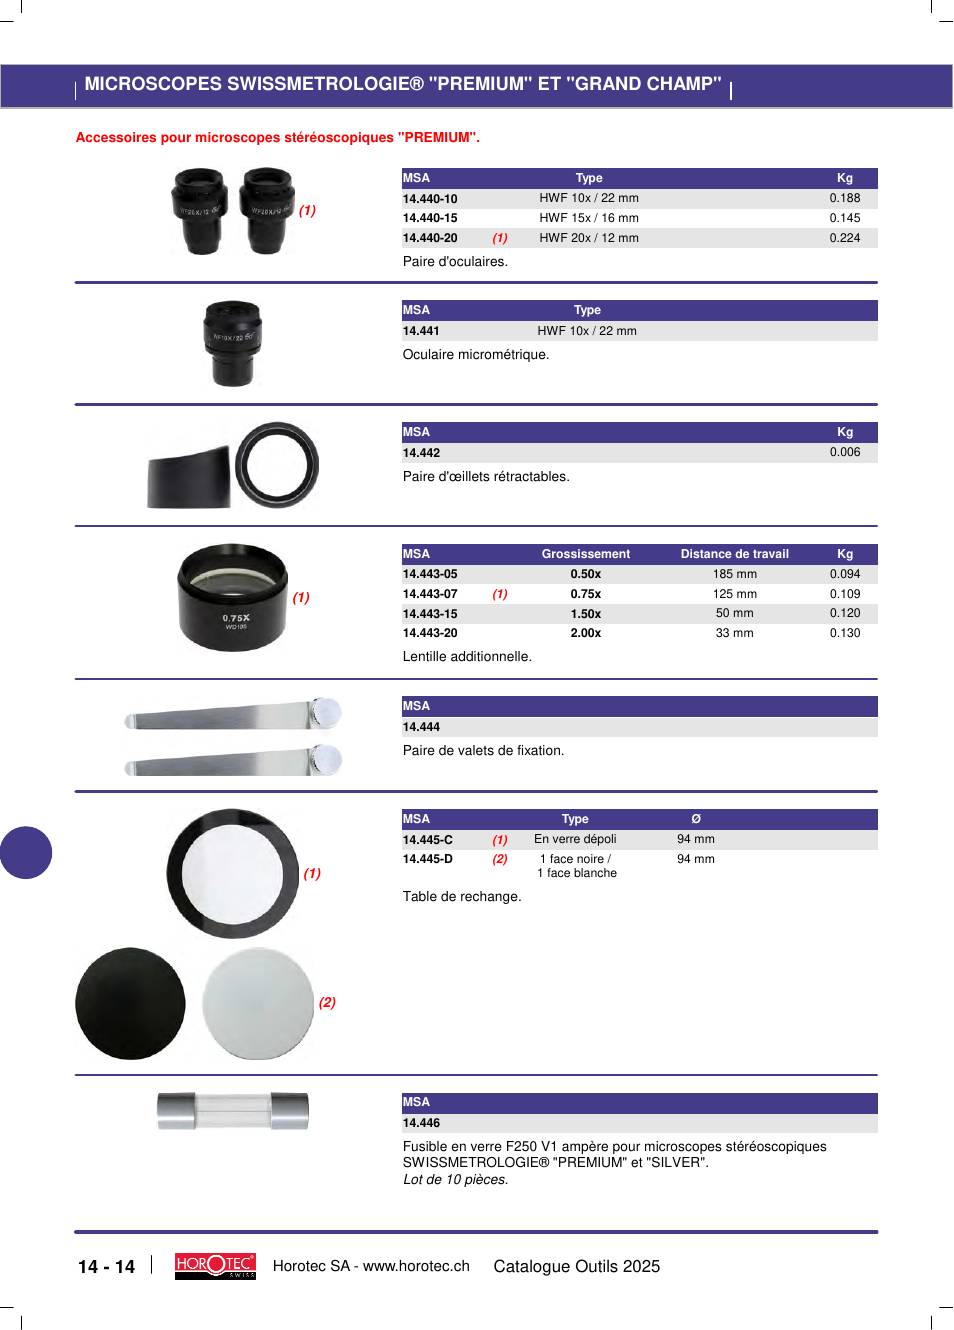 MICROSCOPES SWISSMETROLOGIE® "PREMIUM" ET "GRAND CHAMP"
Accessoires pour microscopes stéréoscopiques "PREMIUM".
WF20X/12 WF20X/12
(1)
MSA Type Kg
14.440-10 HWF 10x / 22 mm 0.188
14.440-15 HWF 15x / 16 mm 0.145
14.440-20 (1) HWF 20x / 12 mm 0.224
Paire d'oculaires.
WF10X/22
MSA Type
14.441 HWF 10x / 22 mm
Oculaire micrométrique.
MSA Kg
14.442 0.006
Paire d'œillets rétractables.
0.75X
(1)
MSA Grossissement Distance de travail Kg
14.443-05 0.50x 185 mm 0.094
14.443-07 (1) 0.75x 125 mm 0.109
14.443-15 1.50x 50 mm 0.120
14.443-20 2.00x 33 mm 0.130
Lentille additionnelle.
MSA
14.444
Paire de valets de fixation.
(1)
(2)
MSA Type Ø
14.445-C (1) En verre dépoli 94 mm
14.445-D (2) 1 face noire / 94 mm
1 face blanche
Table de rechange.
MSA
14.446
Fusible en verre F250 V1 ampère pour microscopes stéréoscopiques
SWISSMETROLOGIE® "PREMIUM" et "SILVER".
Lot de 10 pièces.
14 - 14
HOROTEC®
SWISS
Horotec SA - www.horotec.ch Catalogue Outils 2025